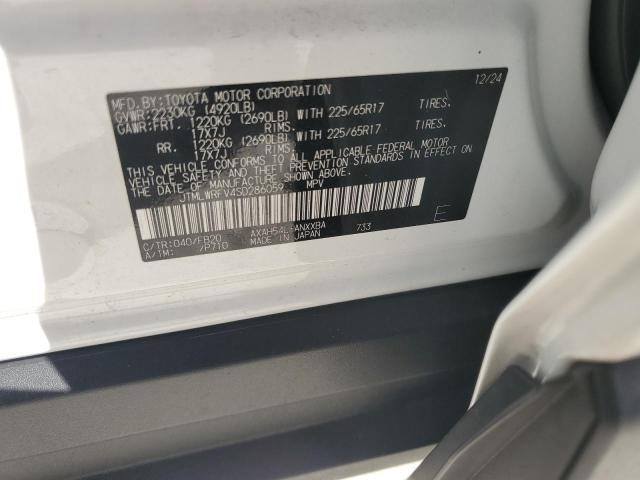 MFD.BY:TOYOTA MOTOR CORPORATION 12/24
GVWR:2230KG (4920LB)
GAWR:FRT. 1220KG (2690LB) WITH 225/65R17 TIRES.
17X7J RIMS.
RR. 1220KG (2690LB) WITH 225/65R17 TIRES.
17X7J RIMS.
THIS VEHICLE CONFORMS TO ALL APPLICABLE FEDERAL MOTOR
VEHICLE SAFETY AND THEFT PREVENTION STANDARDS IN EFFECT ON
THE DATE OF MANUFACTURE SHOWN ABOVE.
JTMLWRFV4SD286059 MPV
E
C/TR:040/FB20 AXAH54L-ANXXBA 733
A/TM: /P710 MADE IN JAPAN